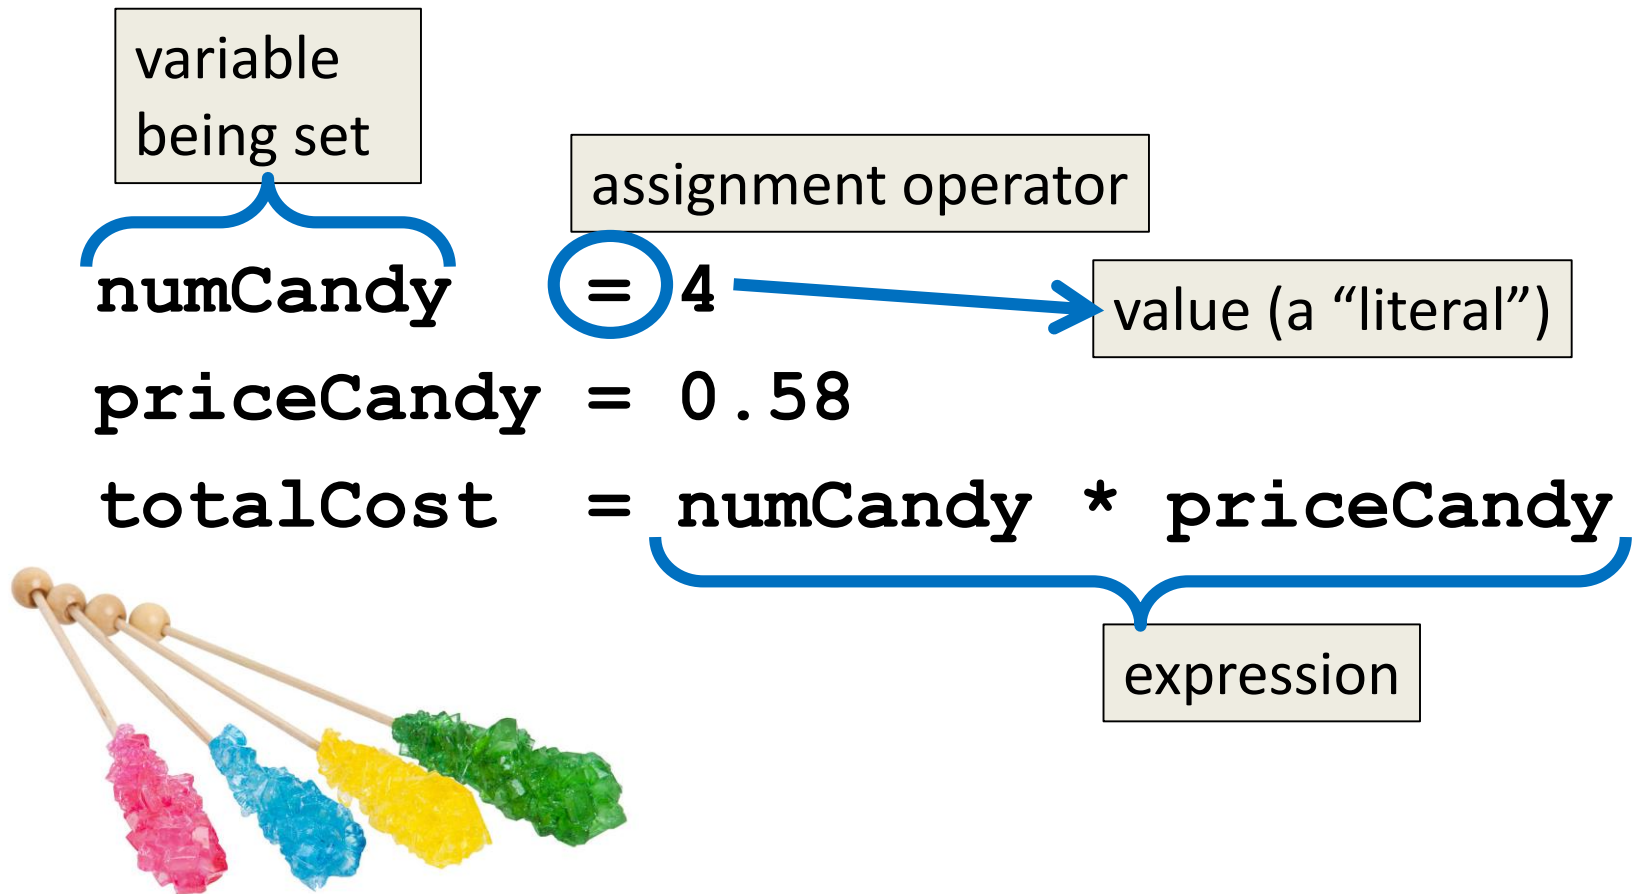 variable
being set
assignment operator
numCandy = 4
value (a “literal”)
priceCandy = 0.58
totalCost = numCandy * priceCandy
expression